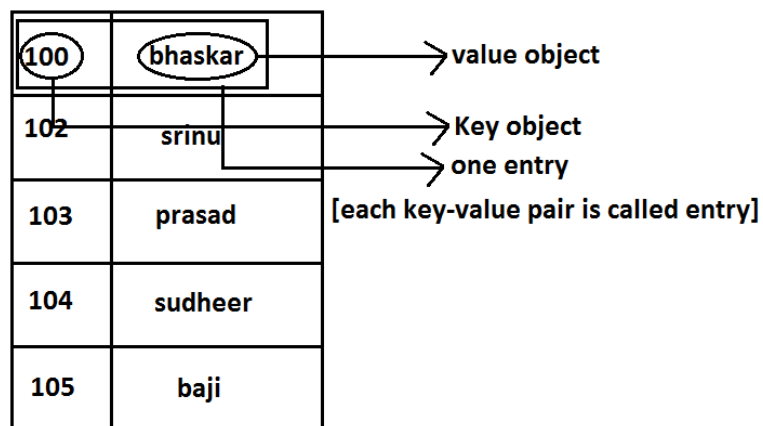 100 bhaskar value object
102 srinu Key object
one entry
103 prasad [each key-value pair is called entry]
104 sudheer
105 baji